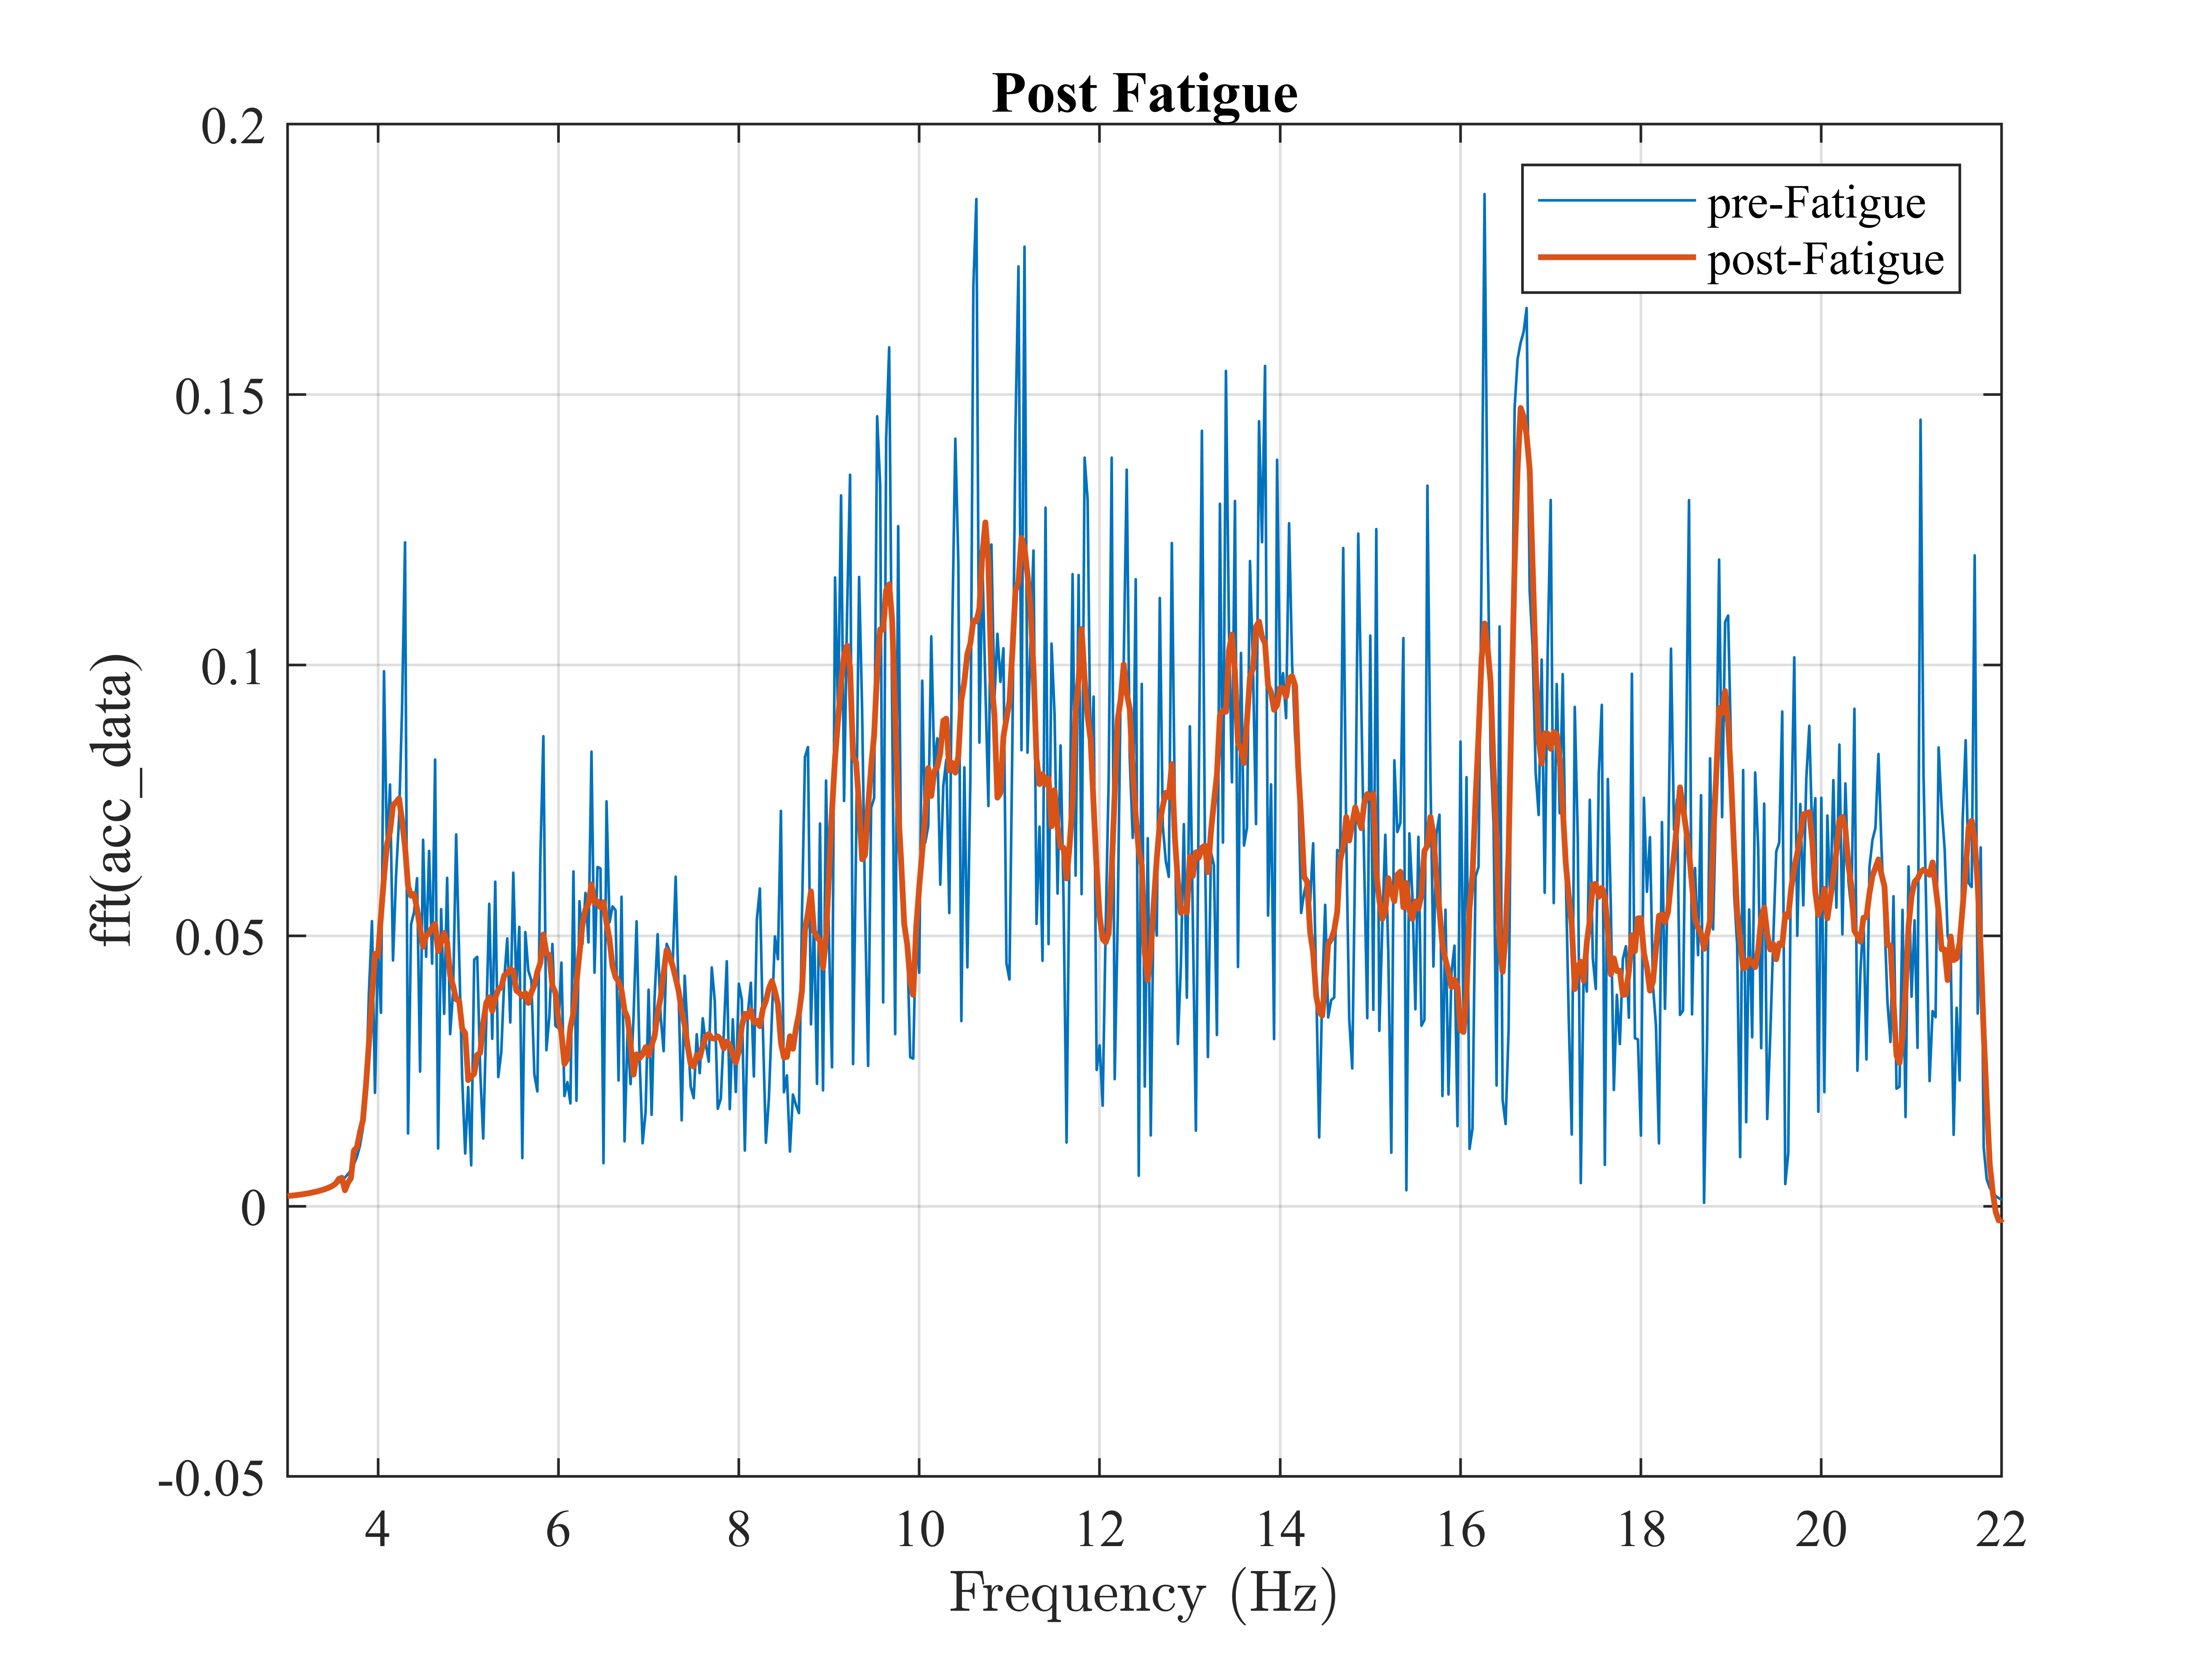 Post Fatigue
pre-Fatigue
post-Fatigue
fft(acc_data)
0.2
0.15
0.1
0.05
0
-0.05
4 6 8 10 12 14 16 18 20 22
Frequency (Hz)